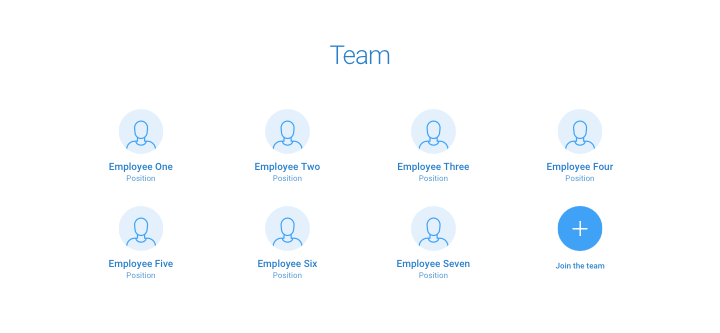 Team
Employee One
Position
Employee Two
Position
Employee Three
Position
Employee Four
Position
Employee Five
Position
Employee Six
Position
Employee Seven
Position
Join the team